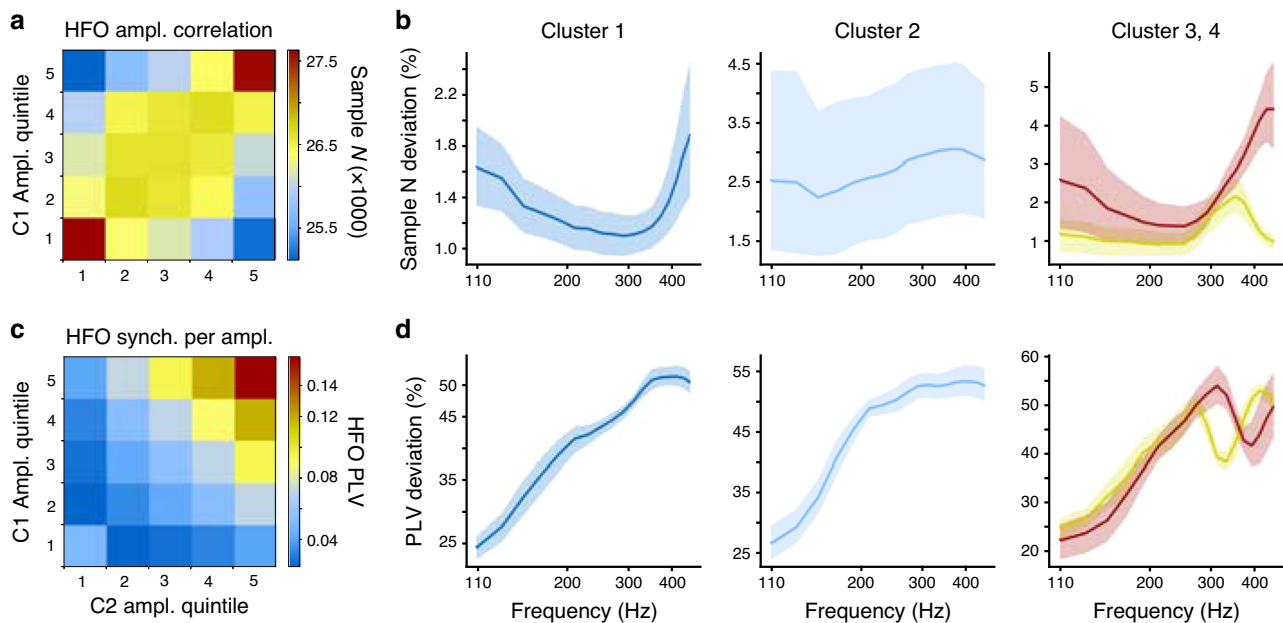 a
HFO ampl. correlation
C1 Ampl. quintile
5
4
3
2
1
1 2 3 4 5
27.5
26.5
25.5
Sample N (×1000)
b
Cluster 1
Cluster 2
Cluster 3, 4
Sample N deviation (%)
2.2
1.8
1.4
1.0
110 200 300 400
4.5
3.5
2.5
1.5
110 200 300 400
5
4
3
2
1
110 200 300 400
c
HFO synch. per ampl.
C1 Ampl. quintile
5
4
3
2
1
1 2 3 4 5
C2 ampl. quintile
0.14
0.12
0.08
0.04
HFO PLV
d
PLV deviation (%)
50
45
35
25
110 200 300 400
Frequency (Hz)
55
45
35
25
110 200 300 400
Frequency (Hz)
60
50
40
30
20
110 200 300 400
Frequency (Hz)